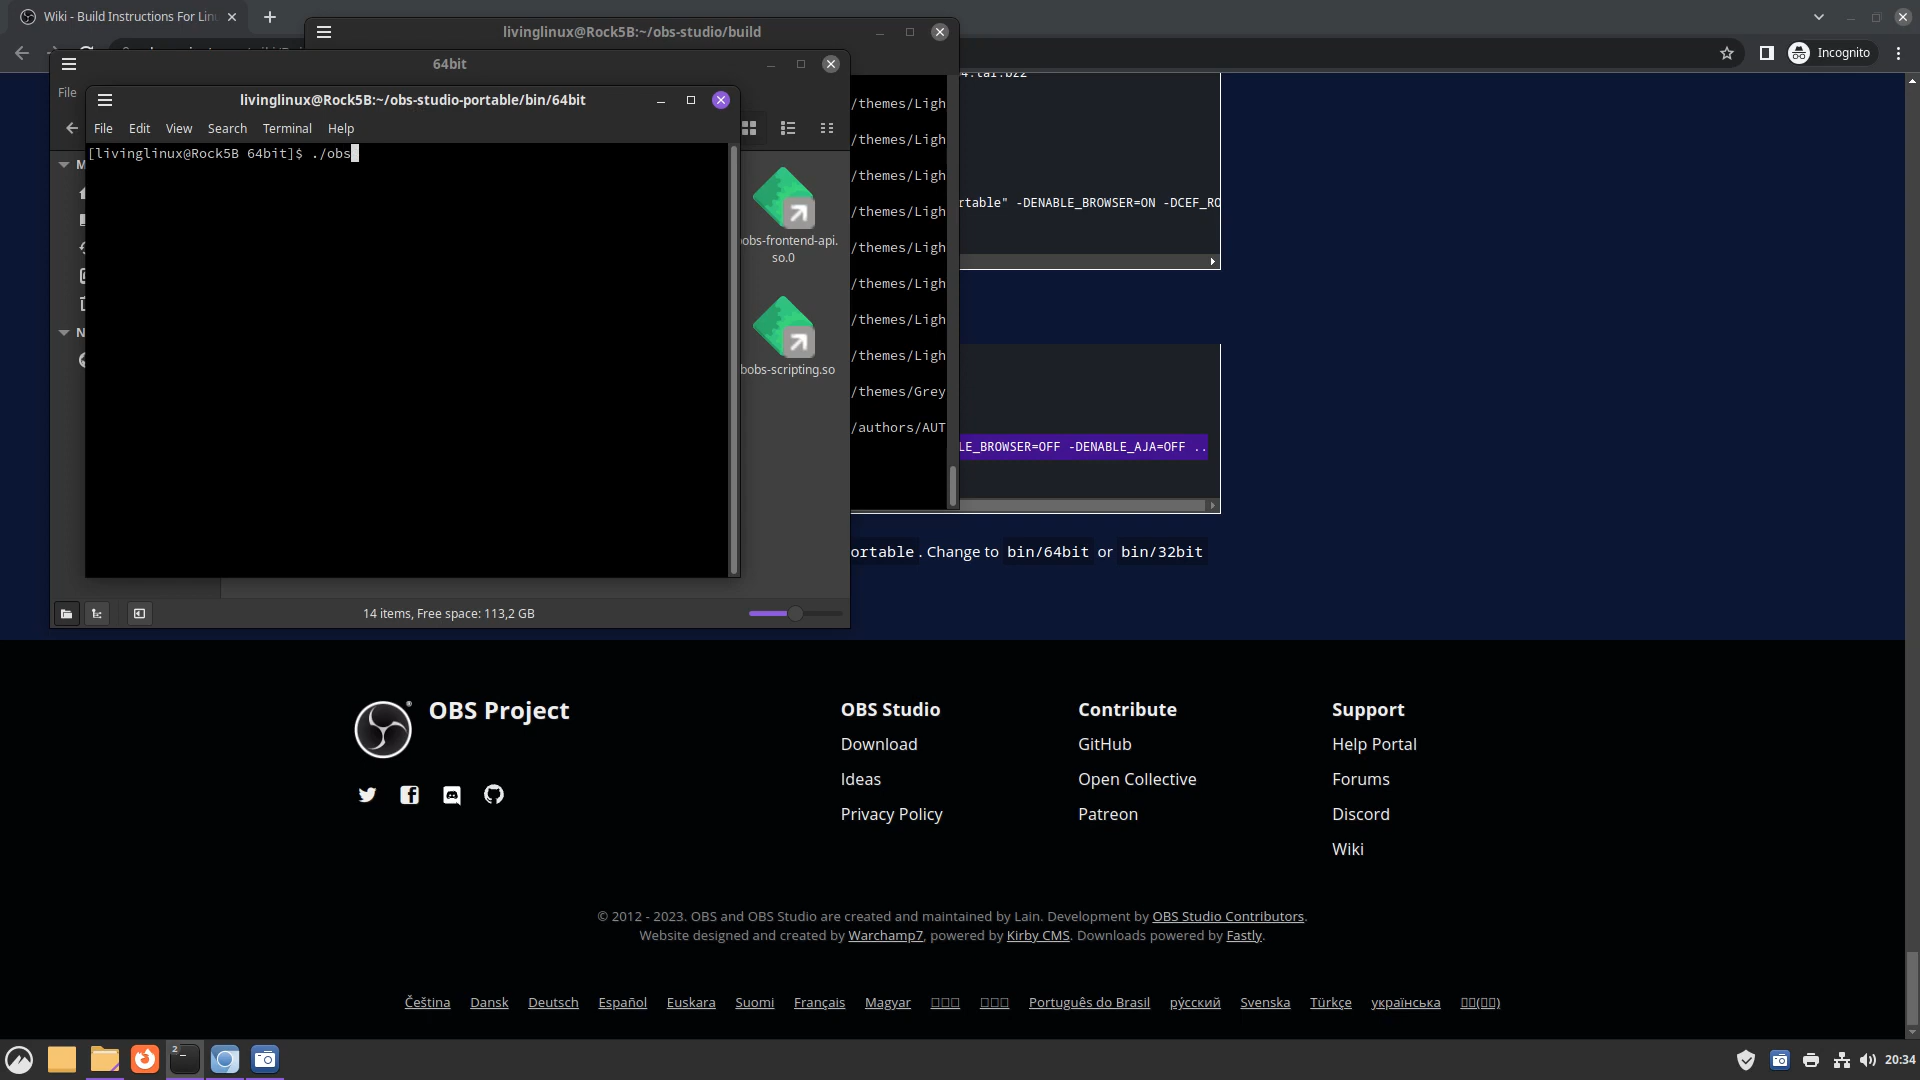 Wiki - Build Instructions For Lin
livinglinux@Rock5B:~/obs-studio/build
Incognito
64bit
File
livinglinux@Rock5B:~/obs-studio-portable/bin/64bit
File Edit View Search Terminal Help
[livinglinux@Rock5B 64bit]$ ./obs
/themes/Ligh
/themes/Ligh
/themes/Ligh
/themes/Ligh
/themes/Ligh
/themes/Ligh
/themes/Ligh
/themes/Ligh
/themes/Grey
/authors/AUT
obs-frontend-api.
so.0
bobs-scripting.so
M
N
14 items, Free space: 113,2 GB
rtable" -DENABLE_BROWSER=ON -DCEF_RO
LE_BROWSER=OFF -DENABLE_AJA=OFF ..
ortable. Change to bin/64bit or bin/32bit
OBS Project
OBS Studio
Download
Ideas
Privacy Policy
Contribute
GitHub
Open Collective
Patreon
Support
Help Portal
Forums
Discord
Wiki
© 2012 - 2023. OBS and OBS Studio are created and maintained by Lain. Development by OBS Studio Contributors.
Website designed and created by Warchamp7, powered by Kirby CMS. Downloads powered by Fastly.
Čeština Dansk Deutsch Español Euskara Suomi Français Magyar Português do Brasil ру́сский Svenska Türkçe українська
2
20:34